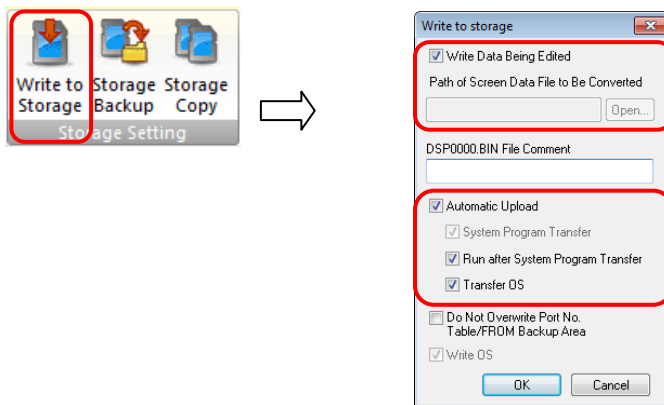 Write to Storage Storage
Storage Backup Copy
Storage Setting
Write to storage
Write Data Being Edited
Path of Screen Data File to Be Converted
Open...
DSP0000.BIN File Comment
Automatic Upload
System Program Transfer
Run after System Program Transfer
Transfer OS
Do Not Overwrite Port No.
Table/FROM Backup Area
Write OS
OK Cancel